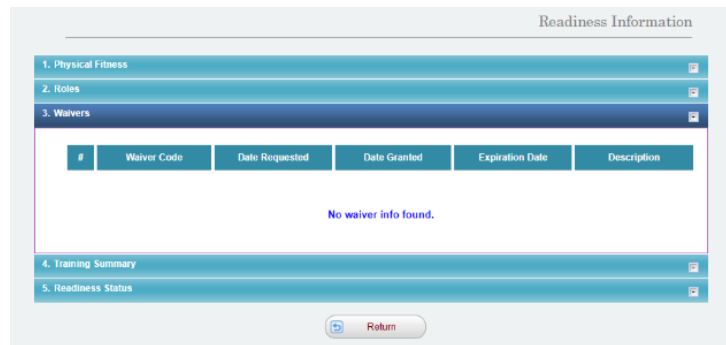 Readiness Information
1. Physical Fitness
2. Roles
3. Waivers
# Waiver Code Date Requested Date Granted Expiration Date Description
No waiver info found.
4. Training Summary
5. Readiness Status
Return